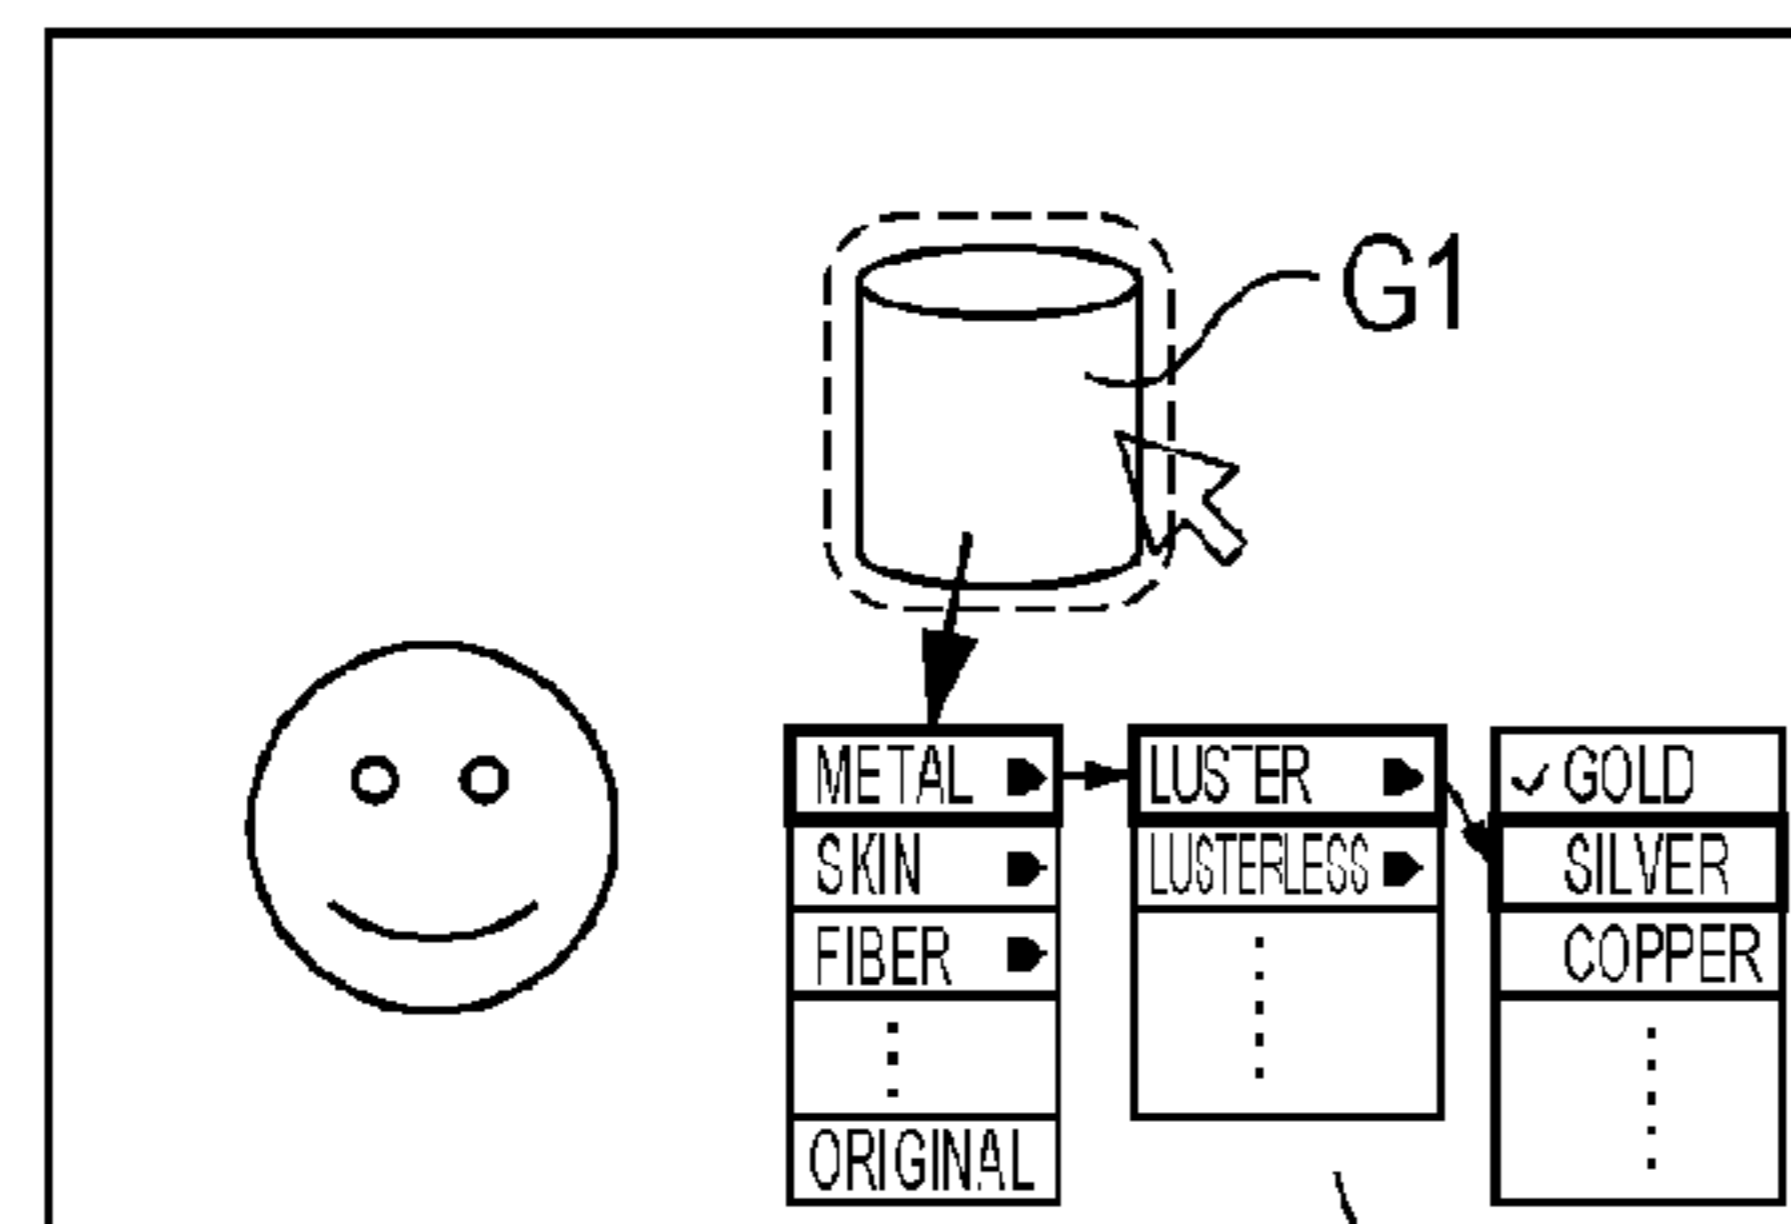 G1
METAL
SKIN
FIBER
ORIGINAL
LUSTER
LUSTERLESS
✓ GOLD
SILVER
COPPER